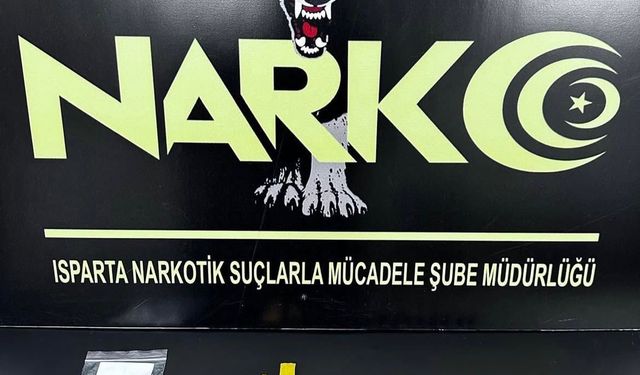 NARKO
ISPARTA NARKOTİK SUÇLARLA MÜCADELE ŞUBE MÜDÜRLÜĞÜ